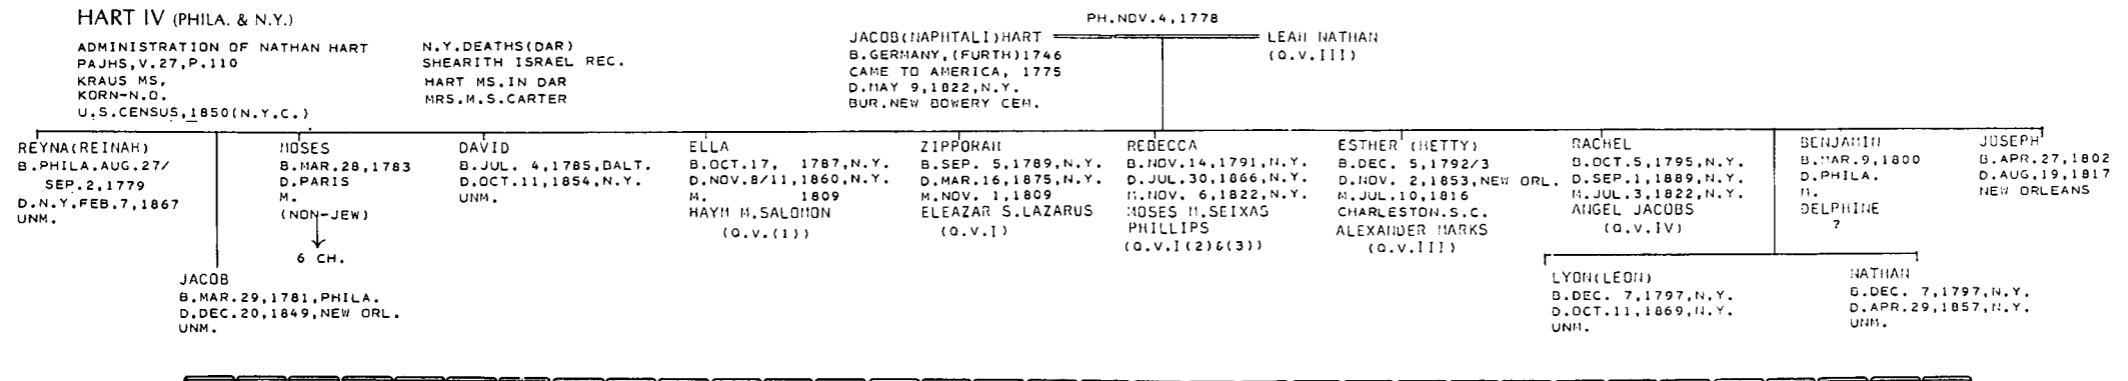 HART IV (PHILA. & N.Y.)
ADMINISTRATION OF NATHAN HART
PAJHS,V.27,P.110
KRAUS MS.
KORN-N.O.
U.S.CENSUS,1850(N.Y.C.)
N.Y.DEATHS(DAR)
SHEARITH ISRAEL REC.
HART MS.IN DAR
MRS.M.S.CARTER
PH.NOV.4,1778
JACOB(NAPHTALI)HART
B.GERMANY,(FURTH)1746
CAME TO AMERICA, 1775
D.MAY 9,1822,N.Y.
BUR.NEW BOWERY CEM.
LEAH NATHAN
(Q.V.III)
REYNA(REINAH)
B.PHILA.AUG.27/
SEP.2,1779
D.N.Y.FEB.7,1867
UNM.
JACOB
B.MAR.29,1781,PHILA.
D.DEC.20,1849,NEW ORL.
UNM.
MOSES
B.MAR.28,1783
D.PARIS
M.
(NON-JEW)
6 CH.
DAVID
B.JUL. 4,1785,BALT.
D.OCT.11,1854,N.Y.
UNM.
ELLA
B.OCT.17, 1787,N.Y.
D.NOV.8/11,1860,N.Y.
M. 1809
HAYM M.SALOMON
(Q.V.(1))
ZIPPORAH
B.SEP. 5,1789,N.Y.
D.MAR.16,1875,N.Y.
M.NOV. 1,1809
ELEAZAR S.LAZARUS
(Q.V.I)
REBECCA
B.NOV.14,1791,N.Y.
D.JUL.30,1866,N.Y.
M.NOV. 6,1822,N.Y.
MOSES M.SEIXAS
PHILLIPS
(Q.V.I(2)&(3))
ESTHER (HETTY)
B.DEC. 5,1792/3
D.NOV. 2,1853,NEW ORL.
M.JUL.10,1816
CHARLESTON.S.C.
ALEXANDER MARKS
(Q.V.III)
RACHEL
B.OCT.5,1795,N.Y.
D.SEP.1,1889,N.Y.
M.JUL.3,1822,N.Y.
ANGEL JACOBS
(Q.V.IV)
LYON(LEON)
B.DEC. 7,1797,N.Y.
D.OCT.11,1869,N.Y.
UNM.
NATHAN
B.DEC. 7,1797,N.Y.
D.APR.29,1857,N.Y.
UNM.
BENJAMIN
B.MAR.9,1800
D.PHILA.
M.
DELPHINE
?
JOSEPH
B.APR.27,1802
D.AUG.19,1817
NEW ORLEANS